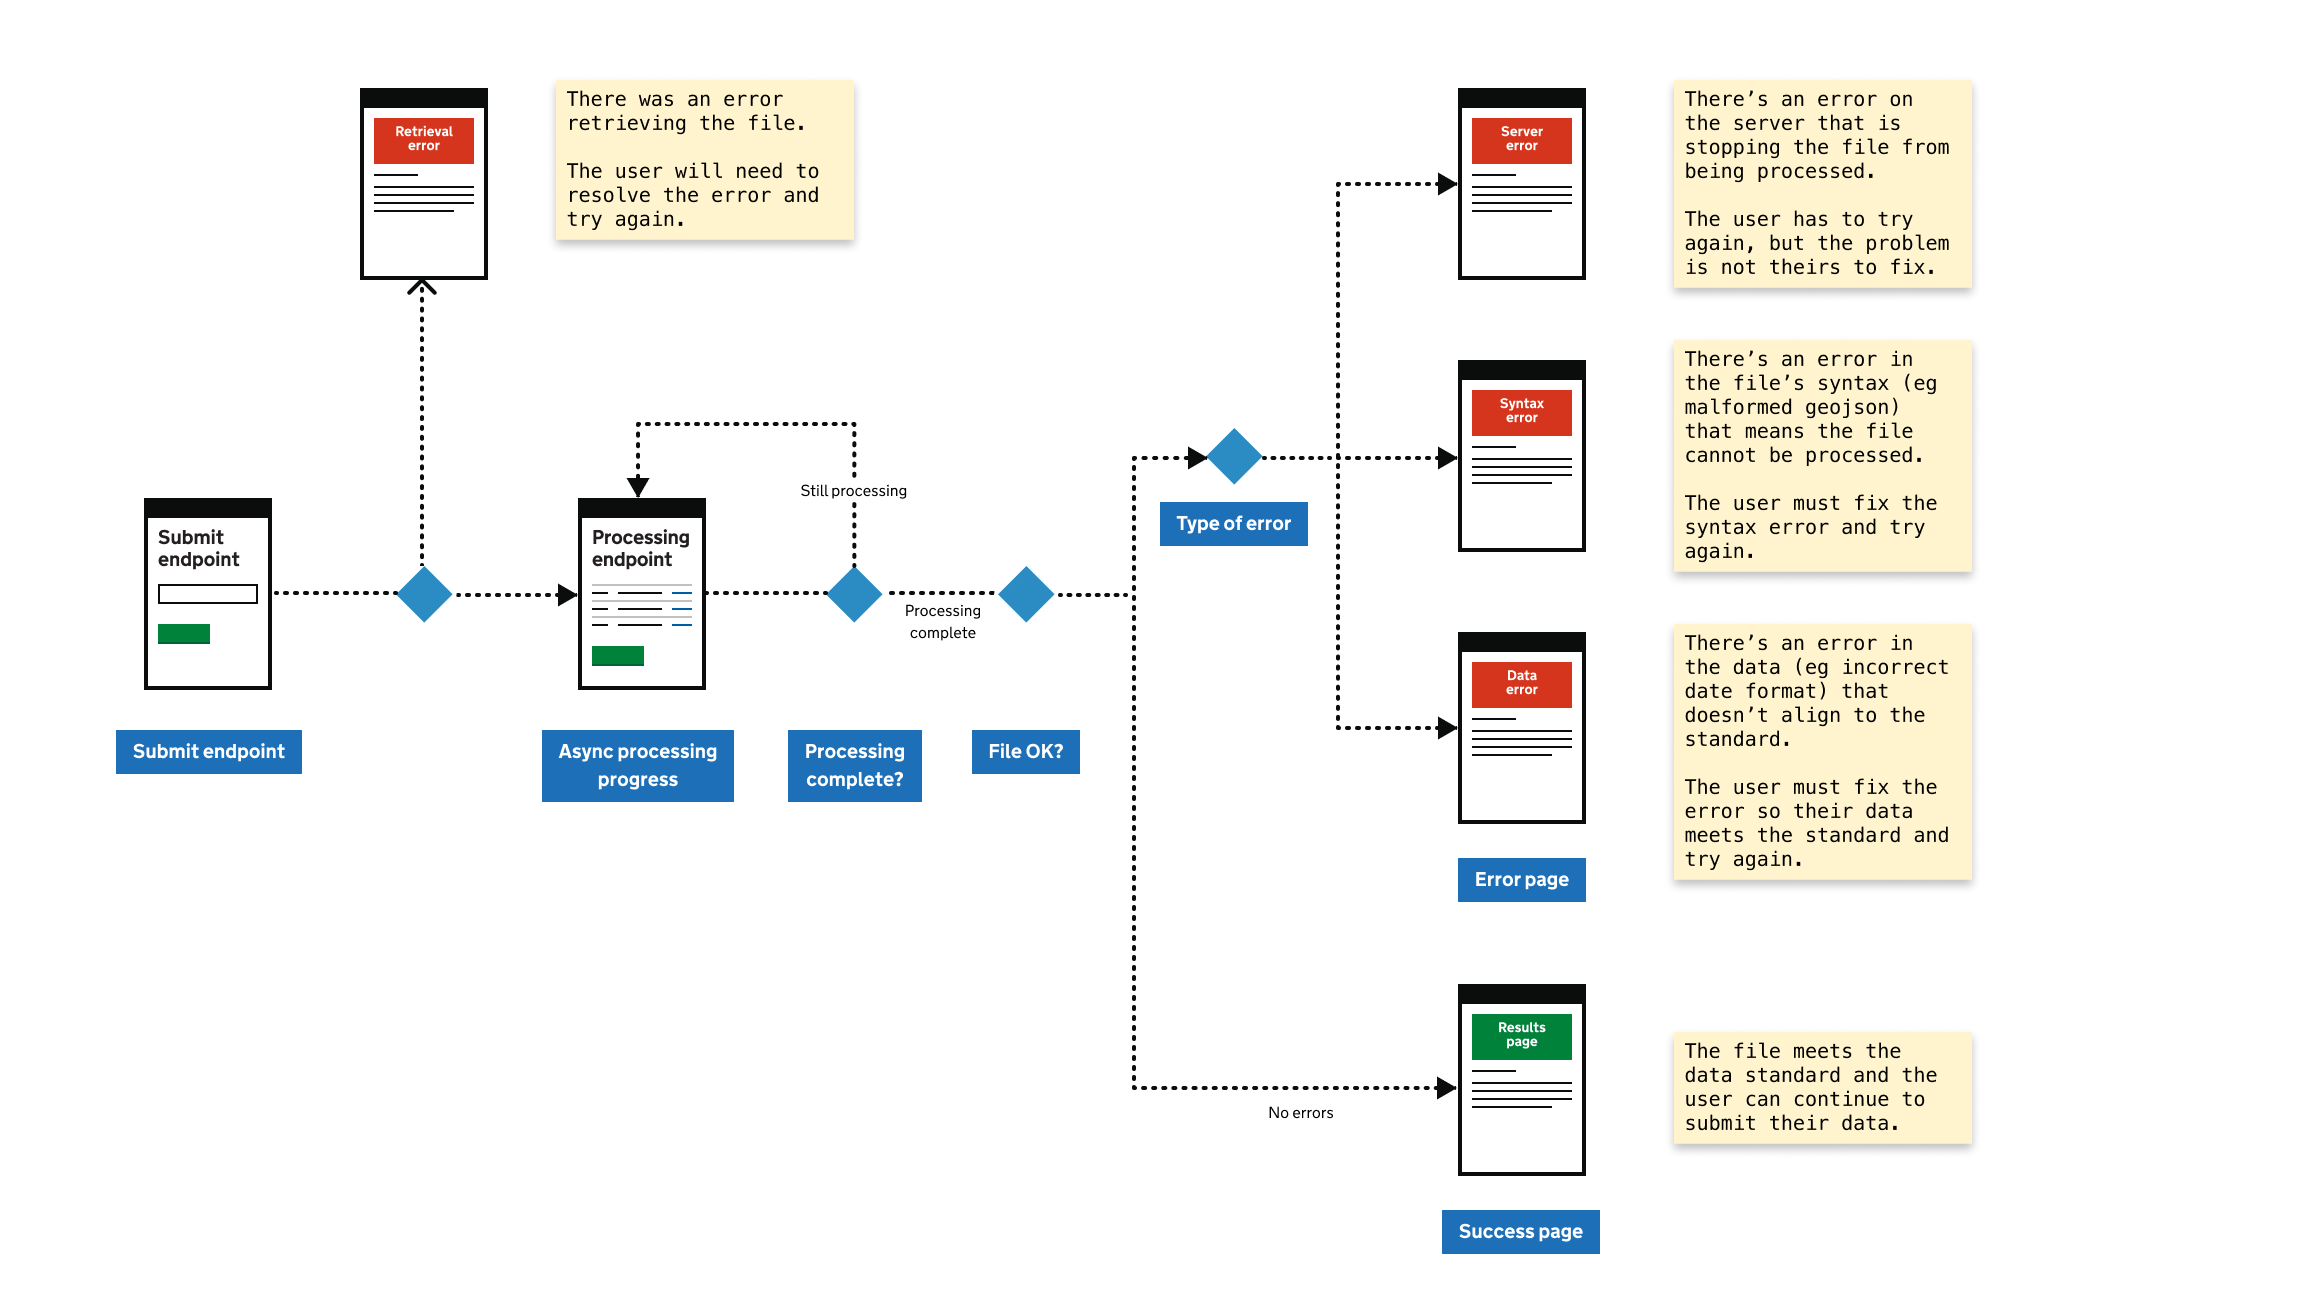 Retrieval
error
There was an error
retrieving the file.
The user will need to
resolve the error and
try again.
Server
error
There’s an error on
the server that is
stopping the file from
being processed.
The user has to try
again, but the problem
is not theirs to fix.
Syntax
error
There’s an error in
the file’s syntax (eg
malformed geojson)
that means the file
cannot be processed.
The user must fix the
syntax error and try
again.
Still processing
Type of error
Submit
endpoint
Processing
endpoint
Processing
complete
Submit endpoint
Async processing
progress
Processing
complete?
File OK?
Data
error
There’s an error in
the data (eg incorrect
date format) that
doesn’t align to the
standard.
The user must fix the
error so their data
meets the standard and
try again.
Error page
Results
page
The file meets the
data standard and the
user can continue to
submit their data.
No errors
Success page